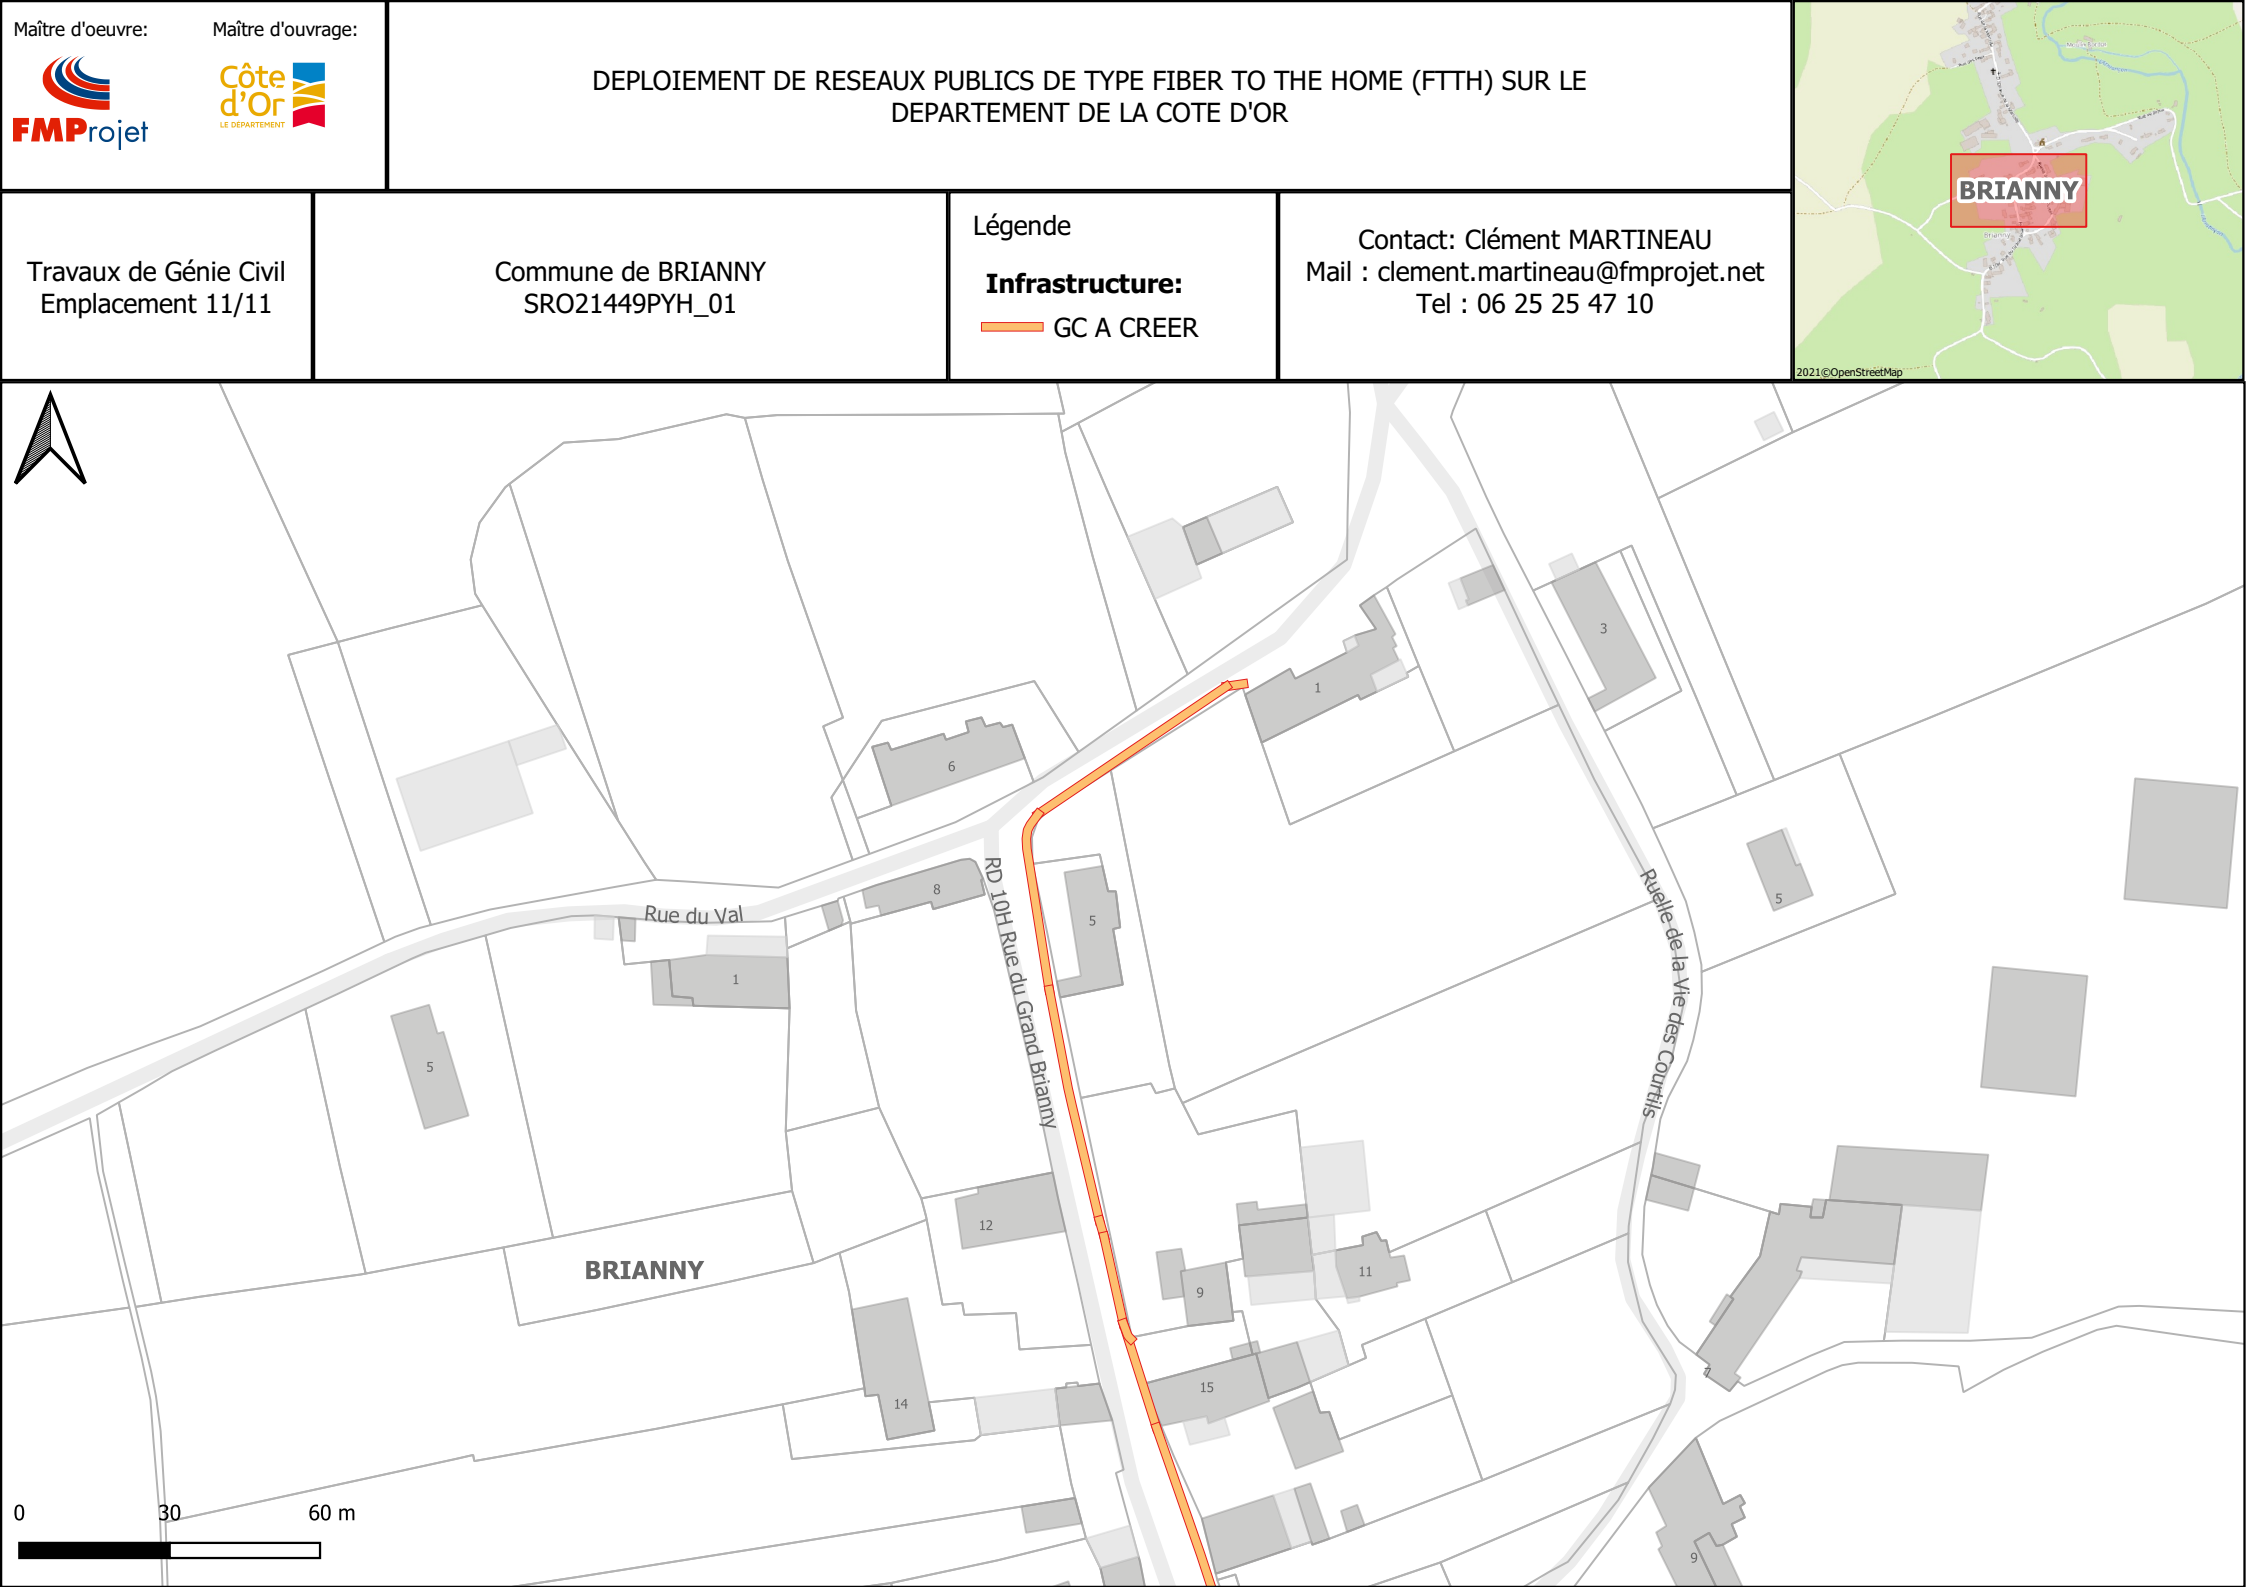 Maître d'oeuvre:
Maître d'ouvrage:
FMProjet
Côte
d'Or
LE DÉPARTEMENT
DEPLOIEMENT DE RESEAUX PUBLICS DE TYPE FIBER TO THE HOME (FTTH) SUR LE
DEPARTEMENT DE LA COTE D'OR
Travaux de Génie Civil
Emplacement 11/11
Commune de BRIANNY
SRO21449PYH_01
Légende
Infrastructure:
GC A CREER
Contact: Clément MARTINEAU
Mail : clement.martineau@fmprojet.net
Tel : 06 25 25 47 10
BRIANNY
Brianny
2021©OpenStreetMap
3
1
6
5
8
RD 10H Rue du Grand Brianny
Rue du Val
5
Ruelle de la Vie des Courtils
1
5
12
BRIANNY
11
9
7
15
14
0
30
60 m
9